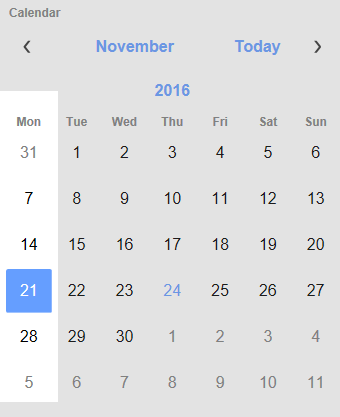 Calendar
‹ November Today ›
2016
Mon Tue Wed Thu Fri Sat Sun
31 1 2 3 4 5 6
7 8 9 10 11 12 13
14 15 16 17 18 19 20
21 22 23 24 25 26 27
28 29 30 1 2 3 4
5 6 7 8 9 10 11